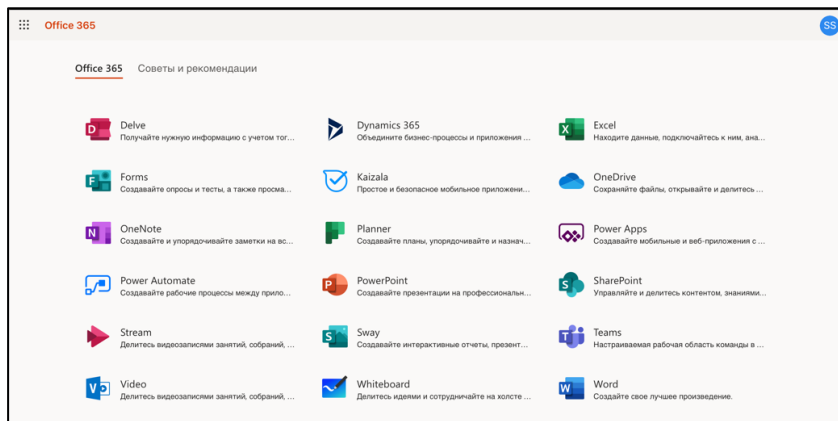 Office 365
SS
Office 365 Советы и рекомендации
Delve
Получайте нужную информацию с учетом тог...
Dynamics 365
Объедините бизнес-процессы и приложения ...
Excel
Находите данные, подключайтесь к ним, ана...
Forms
Создавайте опросы и тесты, а также просма...
Kaizala
Простое и безопасное мобильное приложени...
OneDrive
Сохраняйте файлы, открывайте и делитесь ...
OneNote
Создавайте и упорядочивайте заметки на вс...
Planner
Создавайте планы, упорядочивайте и назнач...
Power Apps
Создавайте мобильные и веб-приложения с ...
Power Automate
Создавайте рабочие процессы между прило...
PowerPoint
Создавайте презентации на профессиональн...
SharePoint
Управляйте и делитесь контентом, знаниями...
Stream
Делитесь видеозаписями занятий, собраний, ...
Sway
Создавайте интерактивные отчеты, презент...
Teams
Настраиваемая рабочая область команды в ...
Video
Делитесь видеозаписями занятий, собраний, ...
Whiteboard
Делитесь идеями и сотрудничайте на холсте ...
Word
Создайте свое лучшее произведение.